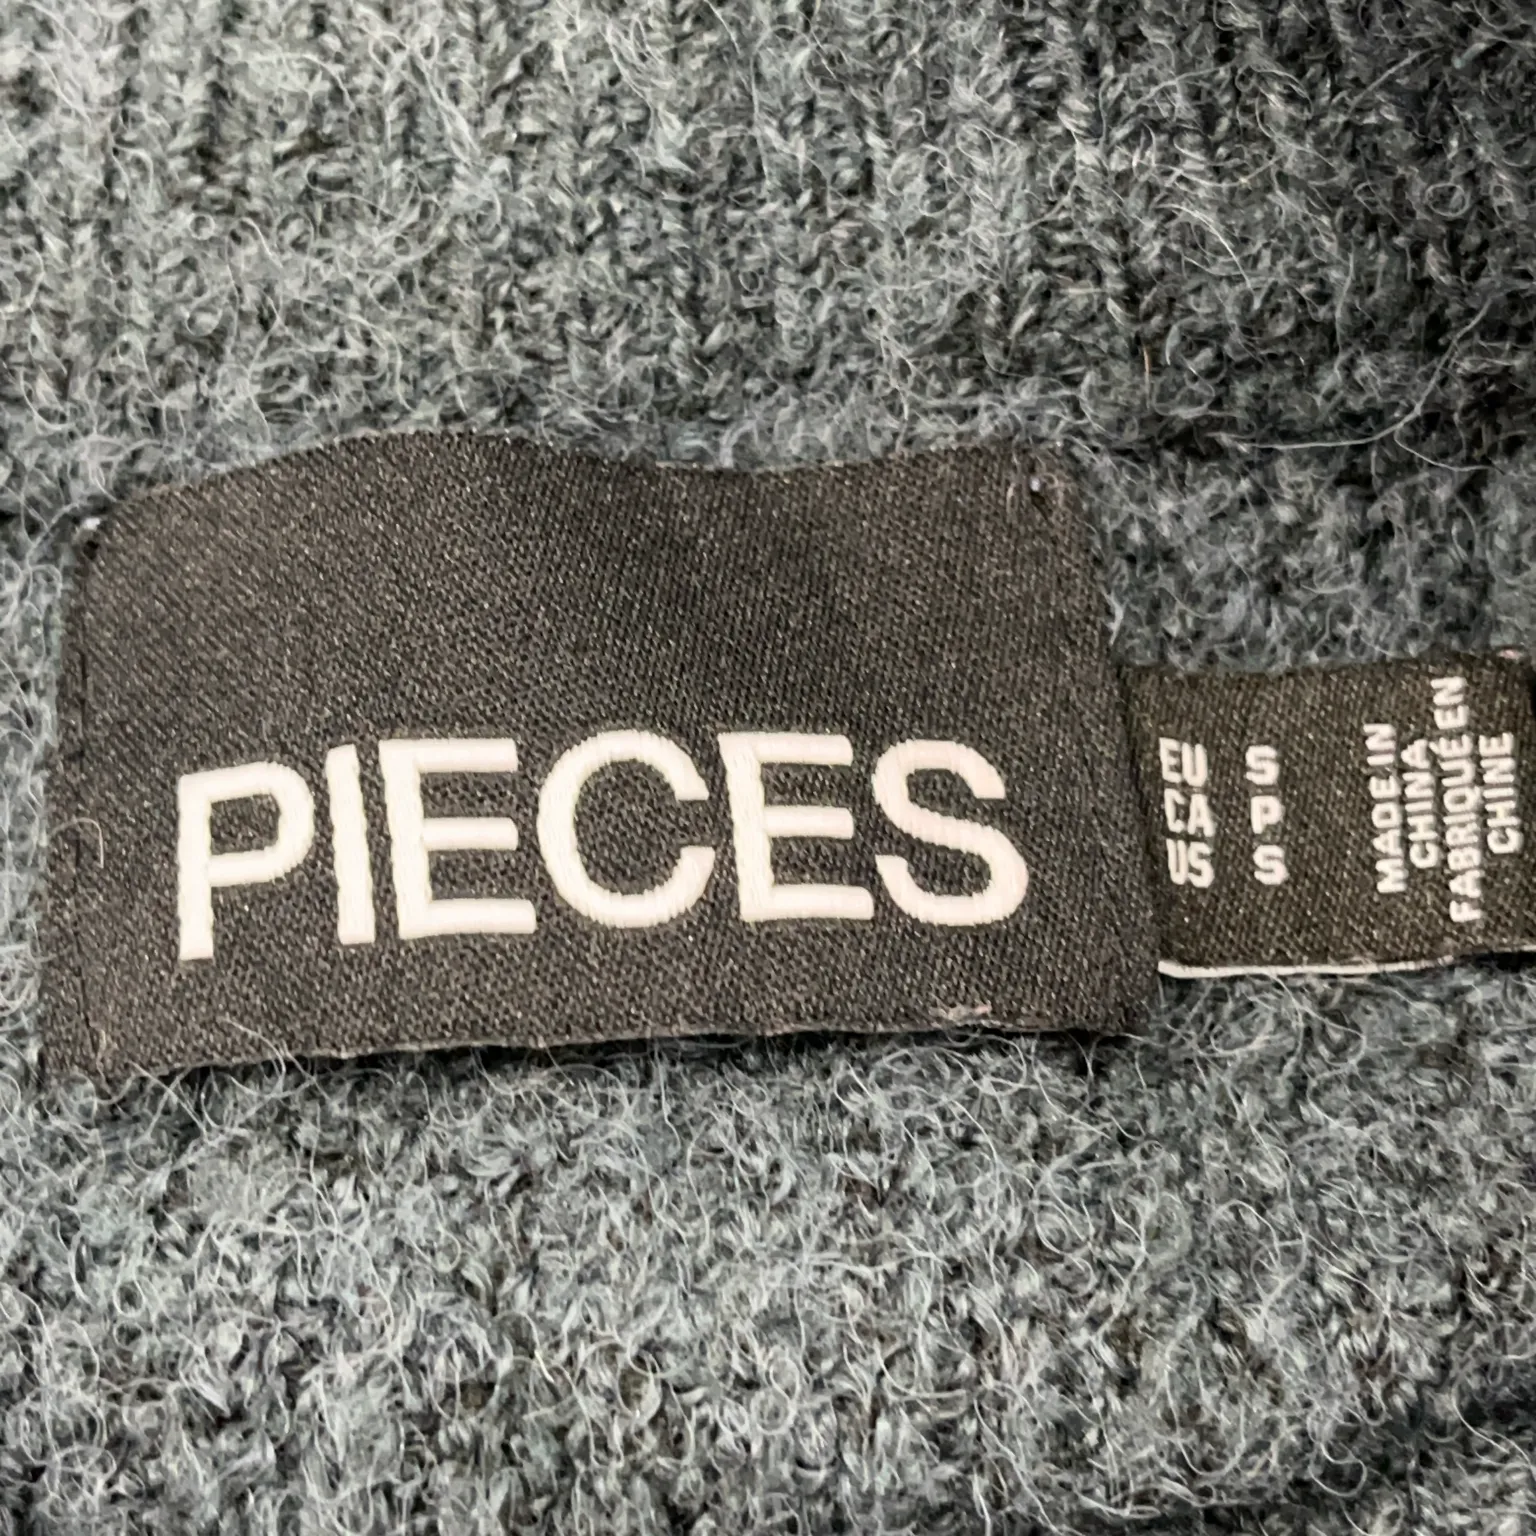 PIECES
EU S
CA P
US S
MADE IN
CHINA
FABRIQUÉ EN
CHINE